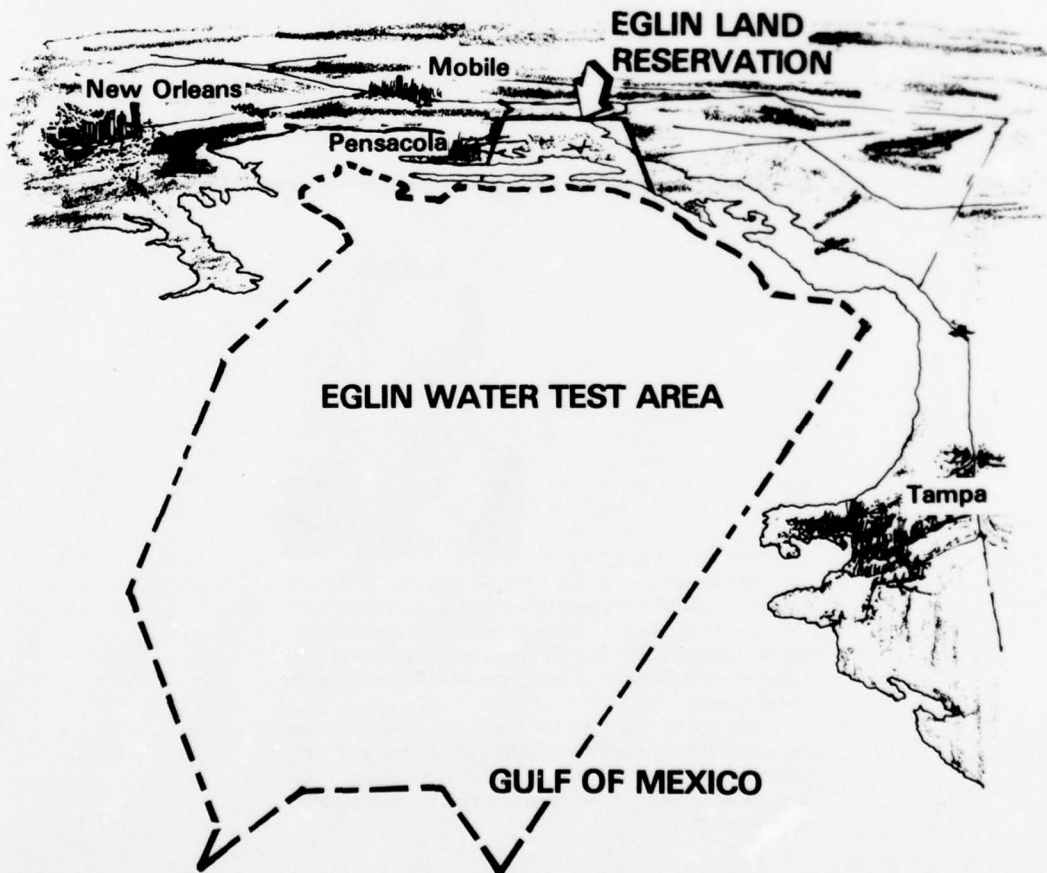 EGLIN LAND
RESERVATION
Mobile
New Orleans
Pensacola
EGLIN WATER TEST AREA
Tampa
GULF OF MEXICO